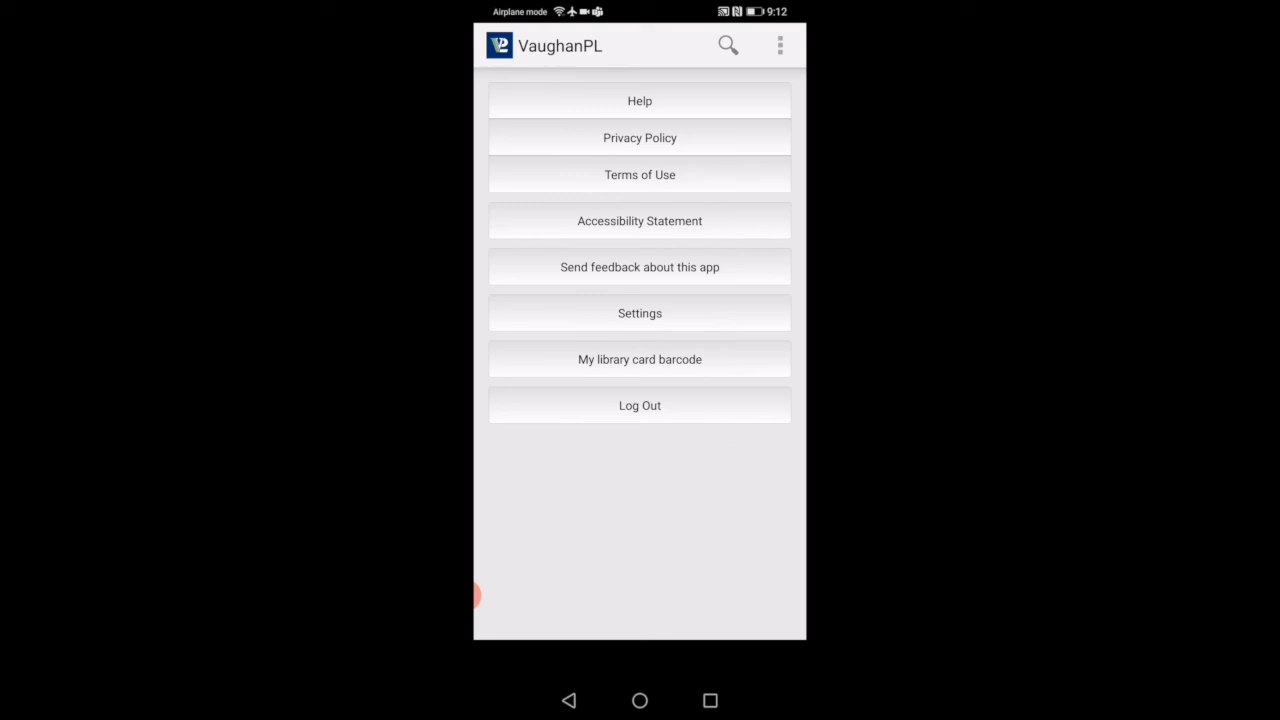 Airplane mode 9:12
VaughanPL
Help
Privacy Policy
Terms of Use
Accessibility Statement
Send feedback about this app
Settings
My library card barcode
Log Out